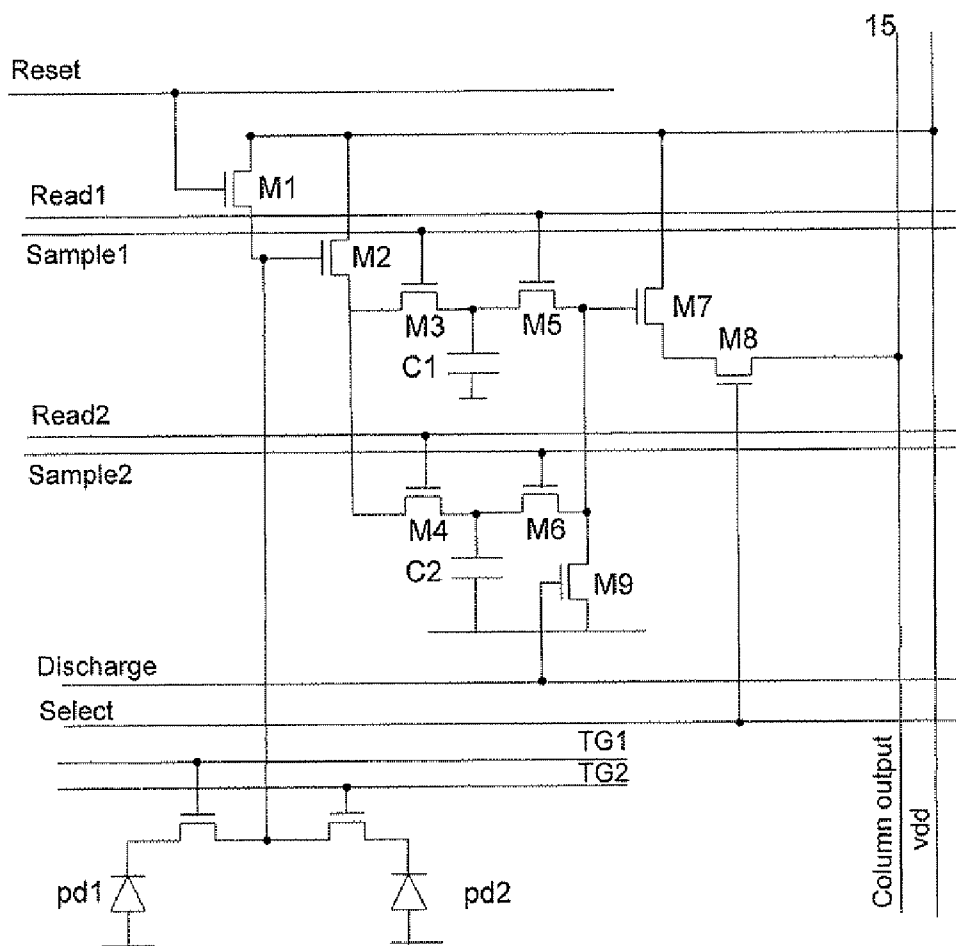 15
Reset
M1
Read1
Sample1
M2
M3
M5
M7
M8
C1
Read2
Sample2
M4
M6
C2
M9
Discharge
Select
TG1
TG2
Column output
vdd
pd1
pd2